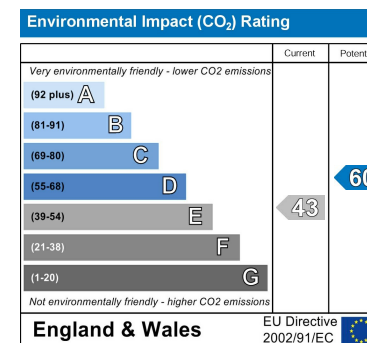 Environmental Impact (CO₂) Rating
Current Potent
Very environmentally friendly - lower CO2 emissions
(92 plus) A
(81-91) B
(69-80) C
(55-68) D
60
(39-54) E 43
(21-38) F
(1-20) G
Not environmentally friendly - higher CO2 emissions
England & Wales
EU Directive
2002/91/EC